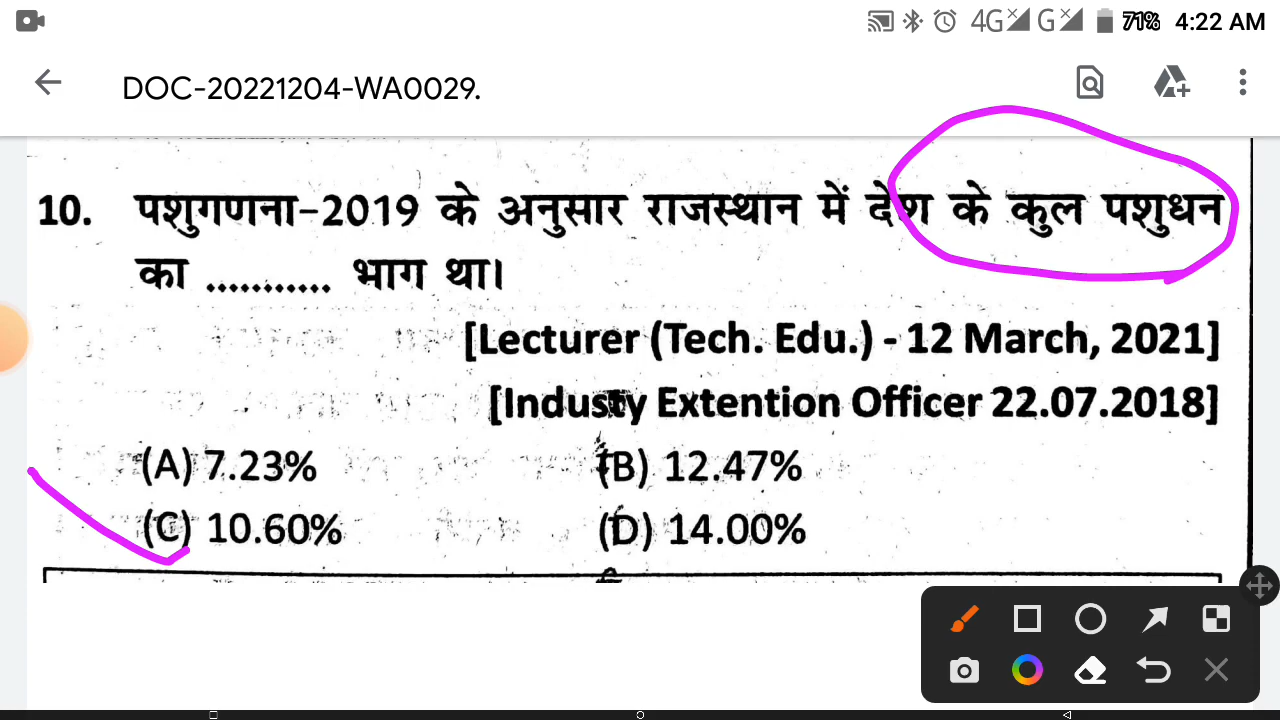 4G G 71% 4:22 AM
DOC-20221204-WA0029.
10. पशुगणना-2019 के अनुसार राजस्थान में देश के कुल पशुधन
का ........... भाग था।
[Lecturer (Tech. Edu.) - 12 March, 2021]
[Industy Extention Officer 22.07.2018]
(A) 7.23% (B) 12.47%
(C) 10.60% (D) 14.00%